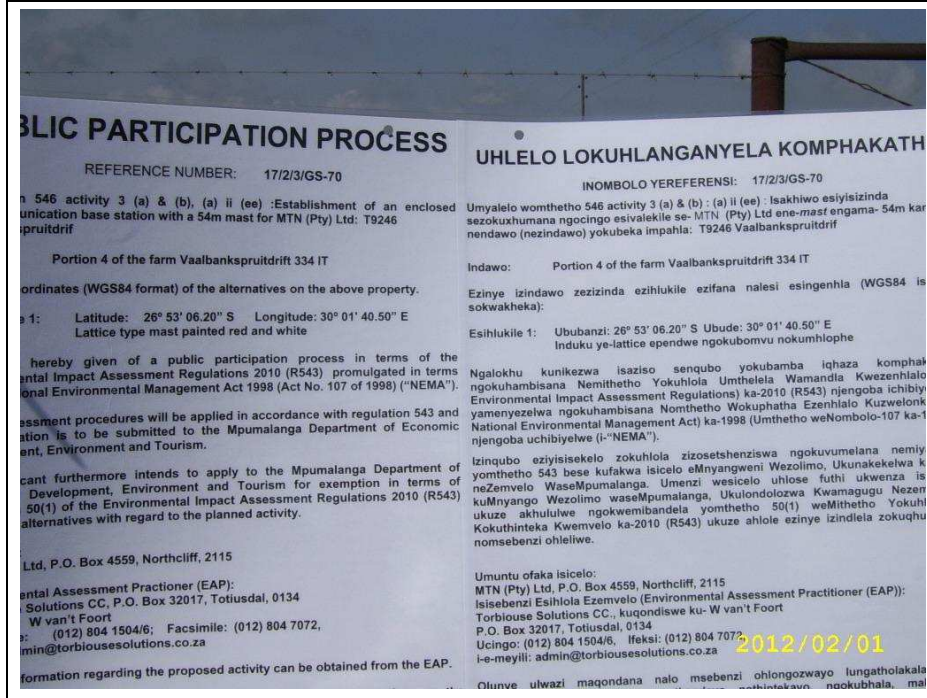 BLIC PARTICIPATION PROCESS
REFERENCE NUMBER: 17/2/3/GS-70
546 activity 3 (a) & (b), (a) ii (ee) :Establishment of an enclosed
unication base station with a 54m mast for MTN (Pty) Ltd: T9246
spruitdrif
Portion 4 of the farm Vaalbankspruitdrift 334 IT
ordinates (WGS84 format) of the alternatives on the above property.
1: Latitude: 26° 53' 06.20" S Longitude: 30° 01' 40.50" E
Lattice type mast painted red and white
hereby given of a public participation process in terms of the
ental Impact Assessment Regulations 2010 (R543) promulgated in terms
onal Environmental Management Act 1998 (Act No. 107 of 1998) ("NEMA").
essment procedures will be applied in accordance with regulation 543 and
ation is to be submitted to the Mpumalanga Department of Economic
ent, Environment and Tourism.
cant furthermore intends to apply to the Mpumalanga Department of
Development, Environment and Tourism for exemption in terms of
50(1) of the Environmental Impact Assessment Regulations 2010 (R543)
alternatives with regard to the planned activity.
Ltd, P.O. Box 4559, Northcliff, 2115
ental Assessment Practioner (EAP):
Solutions CC, P.O. Box 32017, Totiusdal, 0134
W van't Foort
(012) 804 1504/6; Facsimile: (012) 804 7072,
min@torbiousesolutions.co.za
formation regarding the proposed activity can be obtained from the EAP.
UHLELO LOKUHLANGANYELA KOMPHAKATH
INOMBOLO YEREFERENSI: 17/2/3/GS-70
Umyalelo womthetho 546 activity 3 (a) & (b) : (a) ii (ee) : Isakhiwo esiyisizinda
sezokuxhumana ngocingo esivalekile se- MTN (Pty) Ltd ene-mast engama- 54m kan
nendawo (nezindawo) yokubeka impahla: T9246 Vaalbankspruitdrif
Indawo: Portion 4 of the farm Vaalbankspruitdrift 334 IT
Ezinye izindawo zezizinda ezihlukile ezifana nalesi esingenhla (WGS84 is
sokwakheka):
Esihlukile 1: Ububanzi: 26° 53' 06.20" S Ubude: 30° 01' 40.50" E
Induku ye-lattice ependwe ngokubomvu nokumhlophe
Ngalokhu kunikezwa isaziso senqubo yokubamba iqhaza komphak
ngokuhambisana Nemithetho Yokuhlola Umthelela Wamandla Kwezenhlalo
Environmental Impact Assessment Regulations) ka-2010 (R543) njengoba ichibiy
yamenyezelwa ngokuhambisana Nomthetho Wokuphatha Ezenhlalo Kuzwelonk
National Environmental Management Act) ka-1998 (Umthetho weNombolo-107 ka-1
njengoba uchibiyelwe (i-"NEMA").
Izinqubo eziyisisekelo zokuhlola zizosetshenziswa ngokuvumelana nemiya
yomthetho 543 bese kufakwa isicelo eMnyangweni Wezolimo, Ukunakekelwa k
neZemvelo WaseMpumalanga. Umenzi wesicelo uhlose futhi ukwenza is
kuMnyango Wezolimo waseMpumalanga, Ukulondolozwa Kwamagugu Nezem
ukuze akhululwe ngokwemibandela yomthetho 50(1) weMithetho Yokuh
Kokuthinteka Kwemvelo ka-2010 (R543) ukuze ahlole ezinye izindlela zokuqhu
nomsebenzi ohleliwe.
Umuntu ofaka isicelo:
MTN (Pty) Ltd, P.O. Box 4559, Northcliff, 2115
Isisebenzi Esihlola Ezemvelo (Environmental Assessment Practitioner (EAP)):
Torbiouse Solutions CC., kuqondiswe ku- W van't Foort
P.O. Box 32017, Totiusdal, 0134
Ucingo: (012) 804 1504/6, Ifeksi: (012) 804 7072
i-e-meyili: admin@torbiousesolutions.co.za
Olunye ulwazi maqondana nalo msebenzi ohlongozwayo lungatholakala
2012/02/01